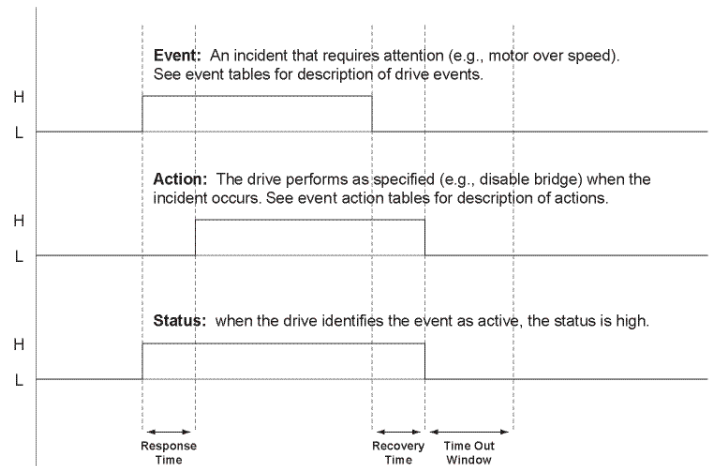 Event: An incident that requires attention (e.g., motor over speed).
See event tables for description of drive events.
H
L
Action: The drive performs as specified (e.g., disable bridge) when the
incident occurs. See event action tables for description of actions.
H
L
Status: when the drive identifies the event as active, the status is high.
H
L
Response
Time
Recovery
Time
Time Out
Window